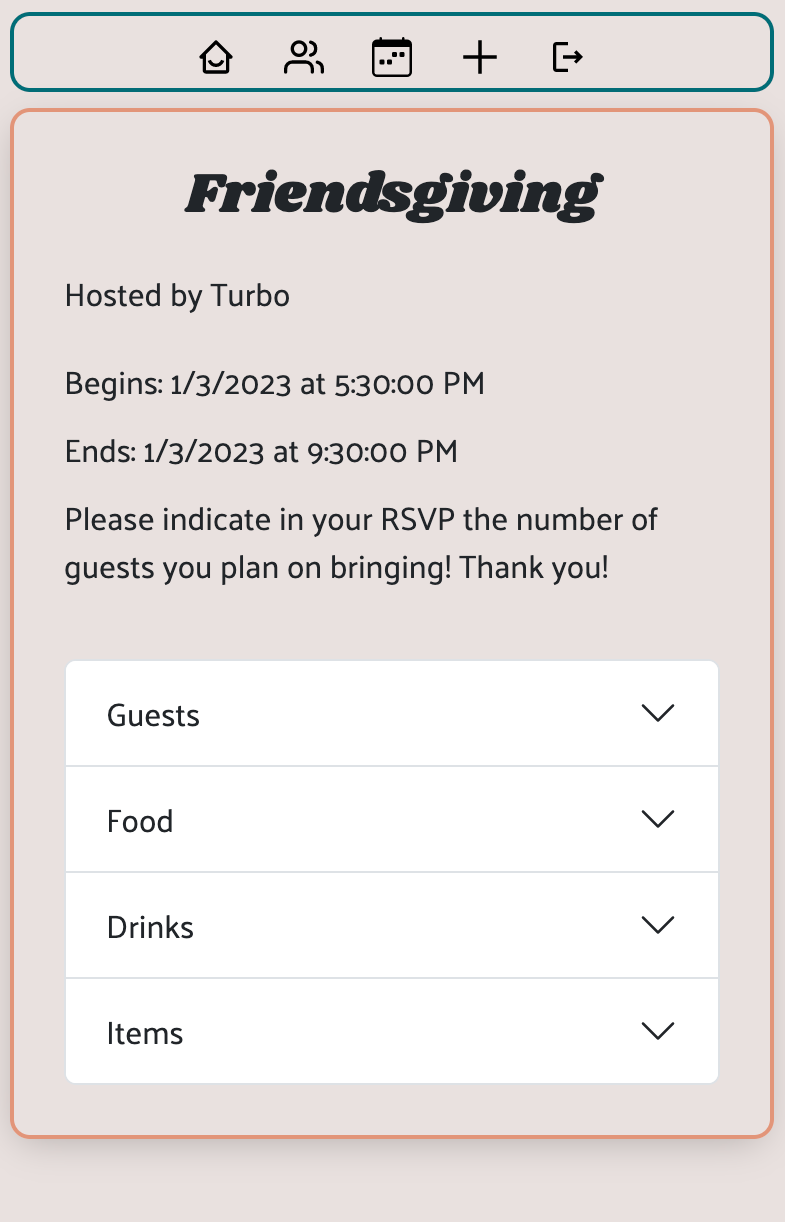 Friendsgiving
Hosted by Turbo
Begins: 1/3/2023 at 5:30:00 PM
Ends: 1/3/2023 at 9:30:00 PM
Please indicate in your RSVP the number of
guests you plan on bringing! Thank you!
Guests
Food
Drinks
Items